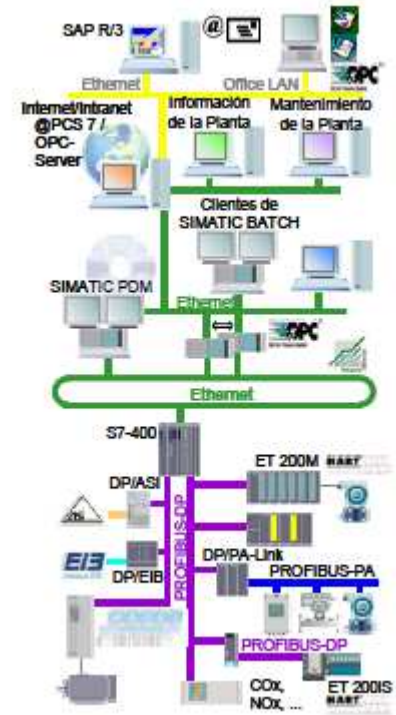 SAP R/3
@
Ethernet
Office LAN
OPC
Internet/Intranet
@PCS 7 /
OPC-
Server
Información
de la Planta
Mantenimiento
de la Planta
Clientes de
SIMATIC BATCH
SIMATIC PDM
Ethernet
OPC
Ethernet
S7-400
ET 200M
HART
DP/ASI
PROFIBUS-DP
EIB
DP/EIB
DP/PA-Link
PROFIBUS-PA
PROFIBUS-DP
COx,
NOx, ...
ET 200IS
HART